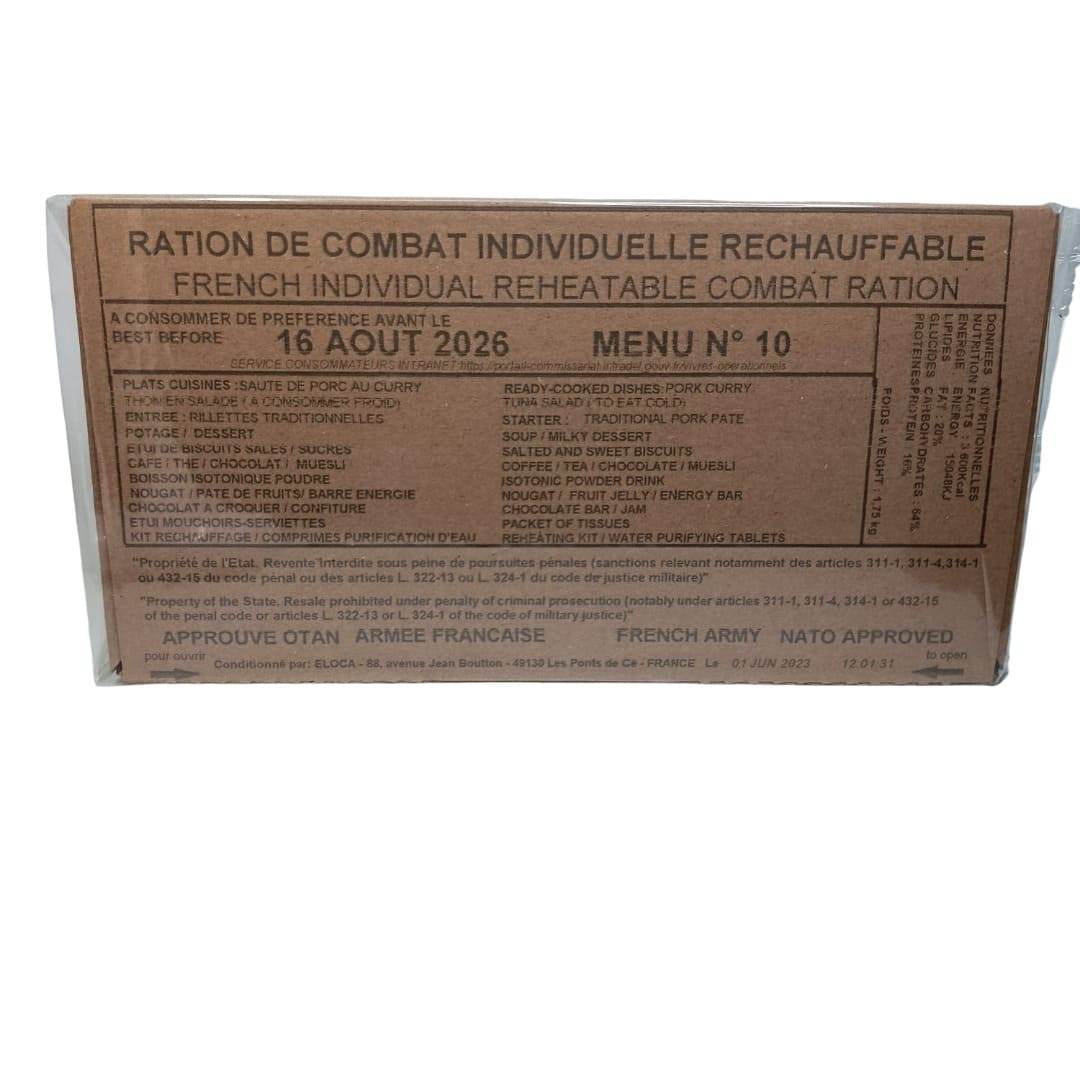 RATION DE COMBAT INDIVIDUELLE RECHAUFFABLE
FRENCH INDIVIDUAL REHEATABLE COMBAT RATION
A CONSOMMER DE PREFERENCE AVANT LE
BEST BEFORE 16 AOUT 2026 MENU N° 10
SERVICE CONSOMMATEURS INTRANET:https://portail-commissariat.intradef.gouv.fr/vivres-operationnels
PLATS CUISINES :SAUTE DE PORC AU CURRY
THON EN SALADE ( A CONSOMMER FROID)
ENTREE : RILLETTES TRADITIONNELLES
POTAGE / DESSERT
ETUI DE BISCUITS SALES / SUCRES
CAFE / THE / CHOCOLAT / MUESLI
BOISSON ISOTONIQUE POUDRE
NOUGAT / PATE DE FRUITS/ BARRE ENERGIE
CHOCOLAT A CROQUER / CONFITURE
ETUI MOUCHOIRS-SERVIETTES
KIT RECHAUFFAGE / COMPRIMES PURIFICATION D'EAU
READY-COOKED DISHES: PORK CURRY
TUNA SALAD ( TO EAT COLD)
STARTER : TRADITIONAL PORK PATE
SOUP / MILKY DESSERT
SALTED AND SWEET BISCUITS
COFFEE / TEA / CHOCOLATE / MUESLI
ISOTONIC POWDER DRINK
NOUGAT / FRUIT JELLY / ENERGY BAR
CHOCOLATE BAR / JAM
PACKET OF TISSUES
REHEATING KIT / WATER PURIFYING TABLETS
DONNEES NUTRITIONNELLES
NUTRITION FACTS : 3 600Kcal
ENERGIE ENERGY 15048KJ
LIPIDES FAT : 20%
GLUCIDES CARBOHYDRATES : 64%
PROTEINES PROTEIN 16%
POIDS - WEIGHT : 1,75 kg
"Propriété de l'Etat. Revente interdite sous peine de poursuites pénales (sanctions relevant notamment des articles 311-1, 311-4,314-1
ou 432-15 du code pénal ou des articles L. 322-13 ou L. 324-1 du code de justice militaire)"
"Property of the State. Resale prohibited under penalty of criminal prosecution (notably under articles 311-1, 311-4, 314-1 or 432-15
of the penal code or articles L. 322-13 or L. 324-1 of the code of military justice)"
APPROUVE OTAN ARMEE FRANCAISE FRENCH ARMY NATO APPROVED
pour ouvrir to open
Conditionné par: ELOCA - 88, avenue Jean Boutton - 49130 Les Ponts de Ce - FRANCE Le 01 JUN 2023 12:01:31